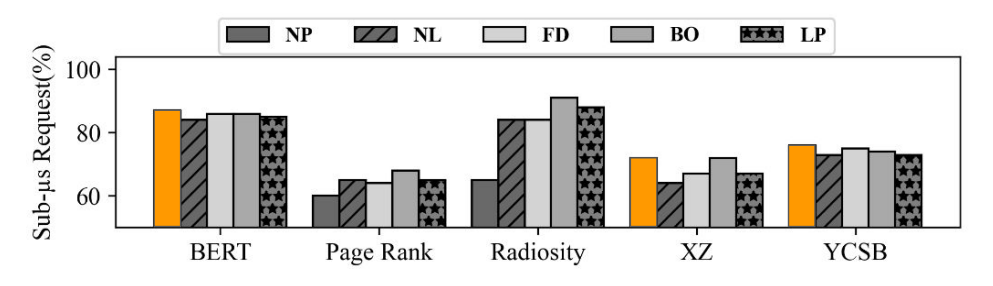 NP NL FD BO LP
Sub-µs Request(%)
100
80
60
BERT Page Rank Radiosity XZ YCSB